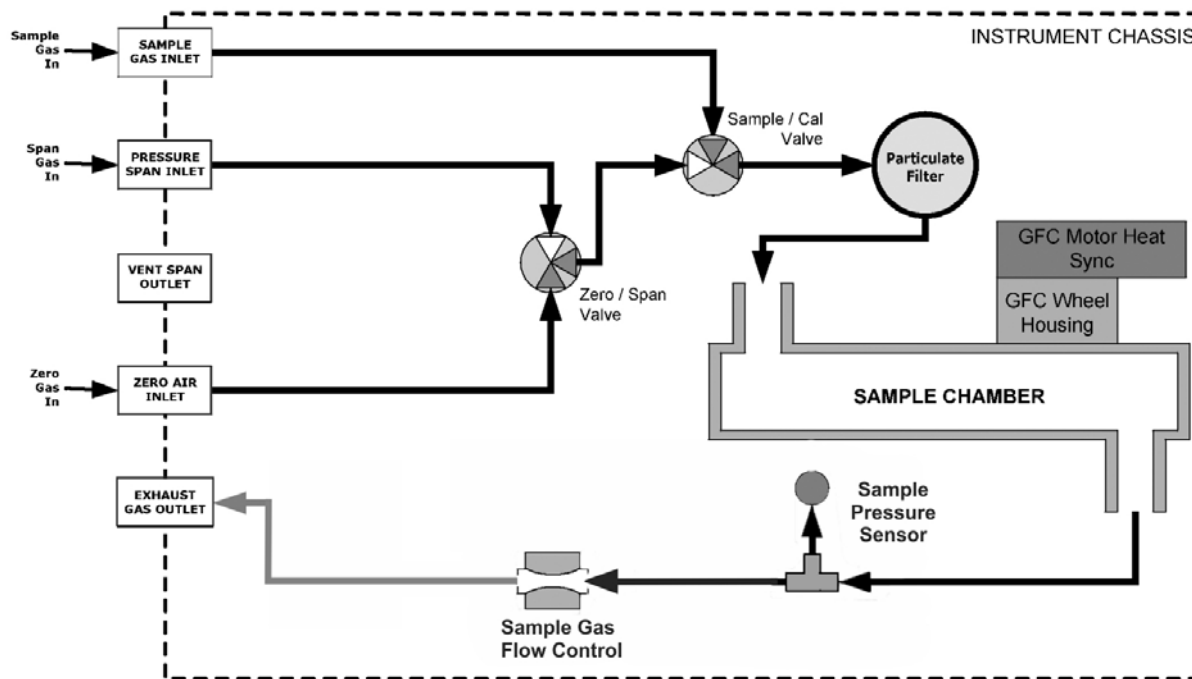 INSTRUMENT CHASSIS
Sample
Gas
In
SAMPLE
GAS INLET
Sample / Cal
Valve
Span
Gas
In
PRESSURE
SPAN INLET
Particulate
Filter
GFC Motor Heat
Sync
VENT SPAN
OUTLET
Zero / Span
Valve
GFC Wheel
Housing
Zero
Gas
In
ZERO AIR
INLET
SAMPLE CHAMBER
EXHAUST
GAS OUTLET
Sample
Pressure
Sensor
Sample Gas
Flow Control